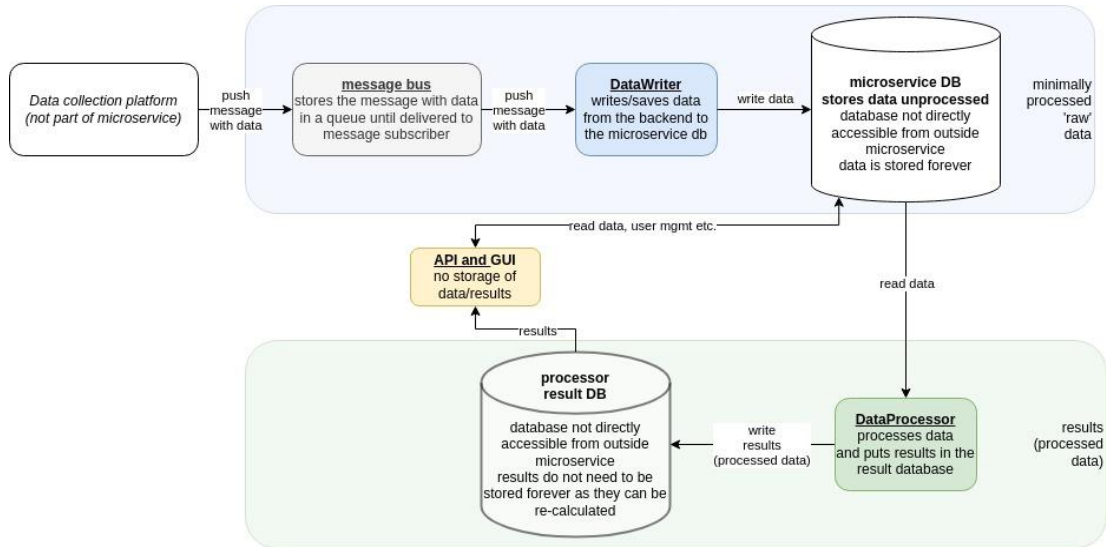 Data collection platform
(not part of microservice)
push
message
with data
message bus
stores the message with data
in a queue until delivered to
message subscriber
push
message
with data
DataWriter
writes/saves data
from the backend to
the microservice db
write data
microservice DB
stores data unprocessed
database not directly
accessible from outside
microservice
data is stored forever
minimally
processed
'raw'
data
read data, user mgmt etc.
API and GUI
no storage of
data/results
read data
results
processor
result DB
database not directly
accessible from outside
microservice
results do not need to be
stored forever as they can be
re-calculated
write
results
(processed data)
DataProcessor
processes data
and puts results in the
result database
results
(processed
data)